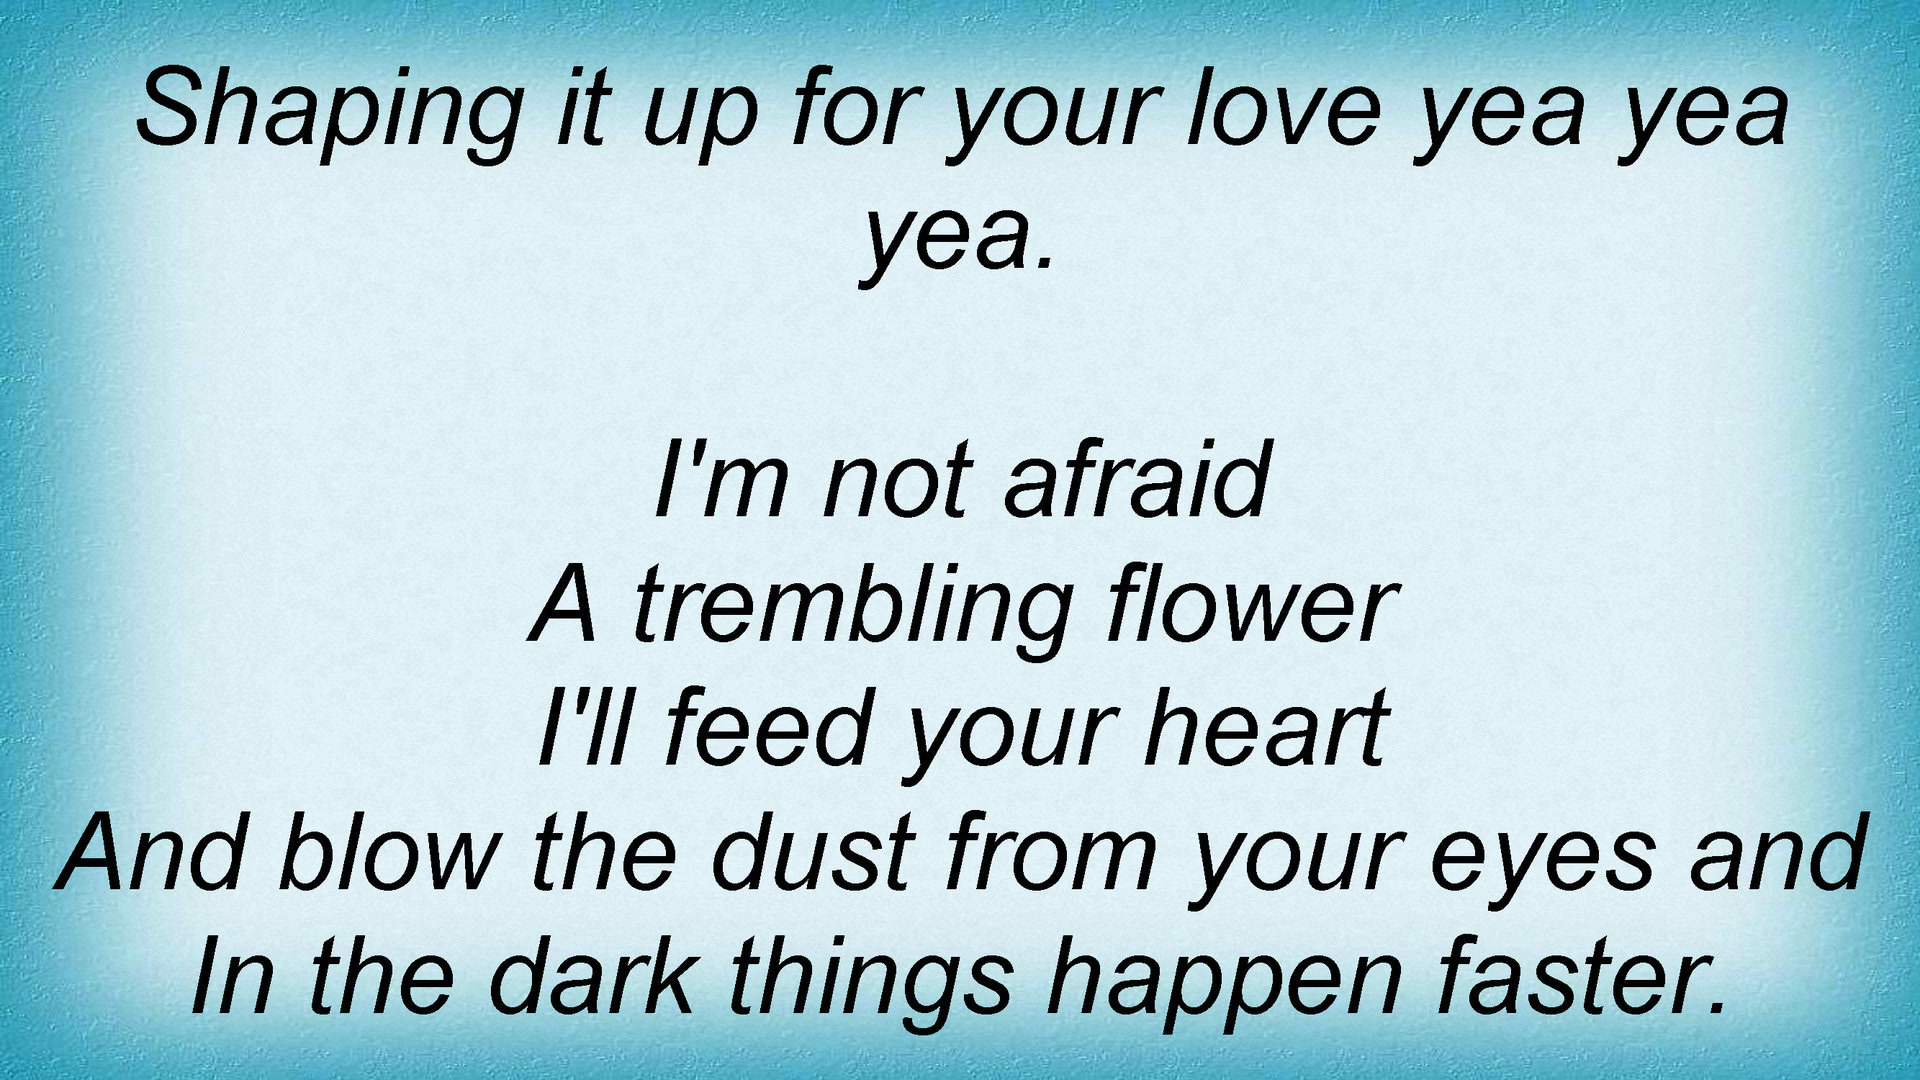 Shaping it up for your love yea yea
yea.
I'm not afraid
A trembling flower
I'll feed your heart
And blow the dust from your eyes and
In the dark things happen faster.